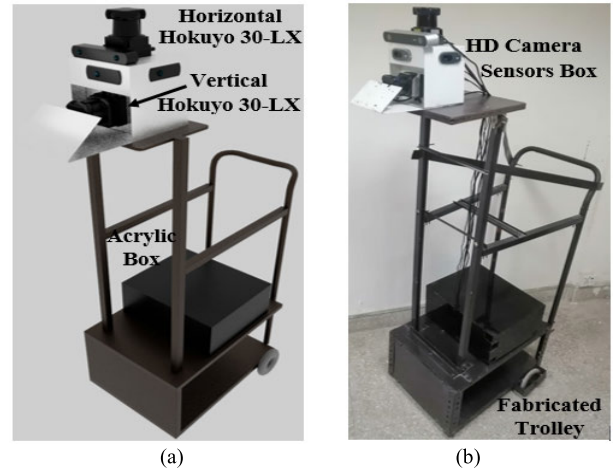 Horizontal
Hokuyo 30-LX
Vertical
Hokuyo 30-LX
Acrylic
Box
(a)
HD Camera
Sensors Box
Fabricated
Trolley
(b)